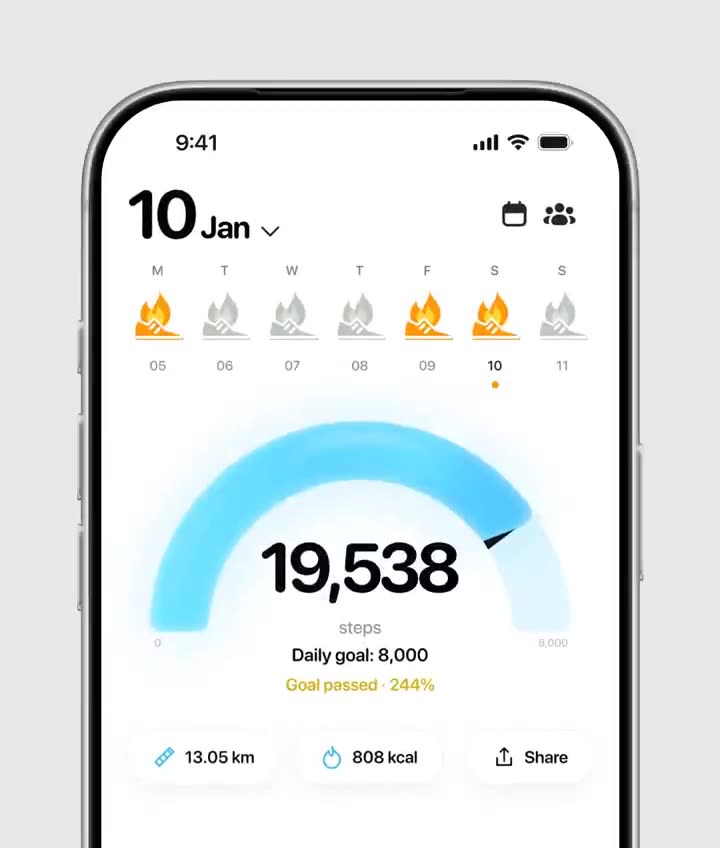 9:41
10 Jan
M T W T F S S
05 06 07 08 09 10 11
19,538
steps
0 8,000
Daily goal: 8,000
Goal passed · 244%
13.05 km 808 kcal Share